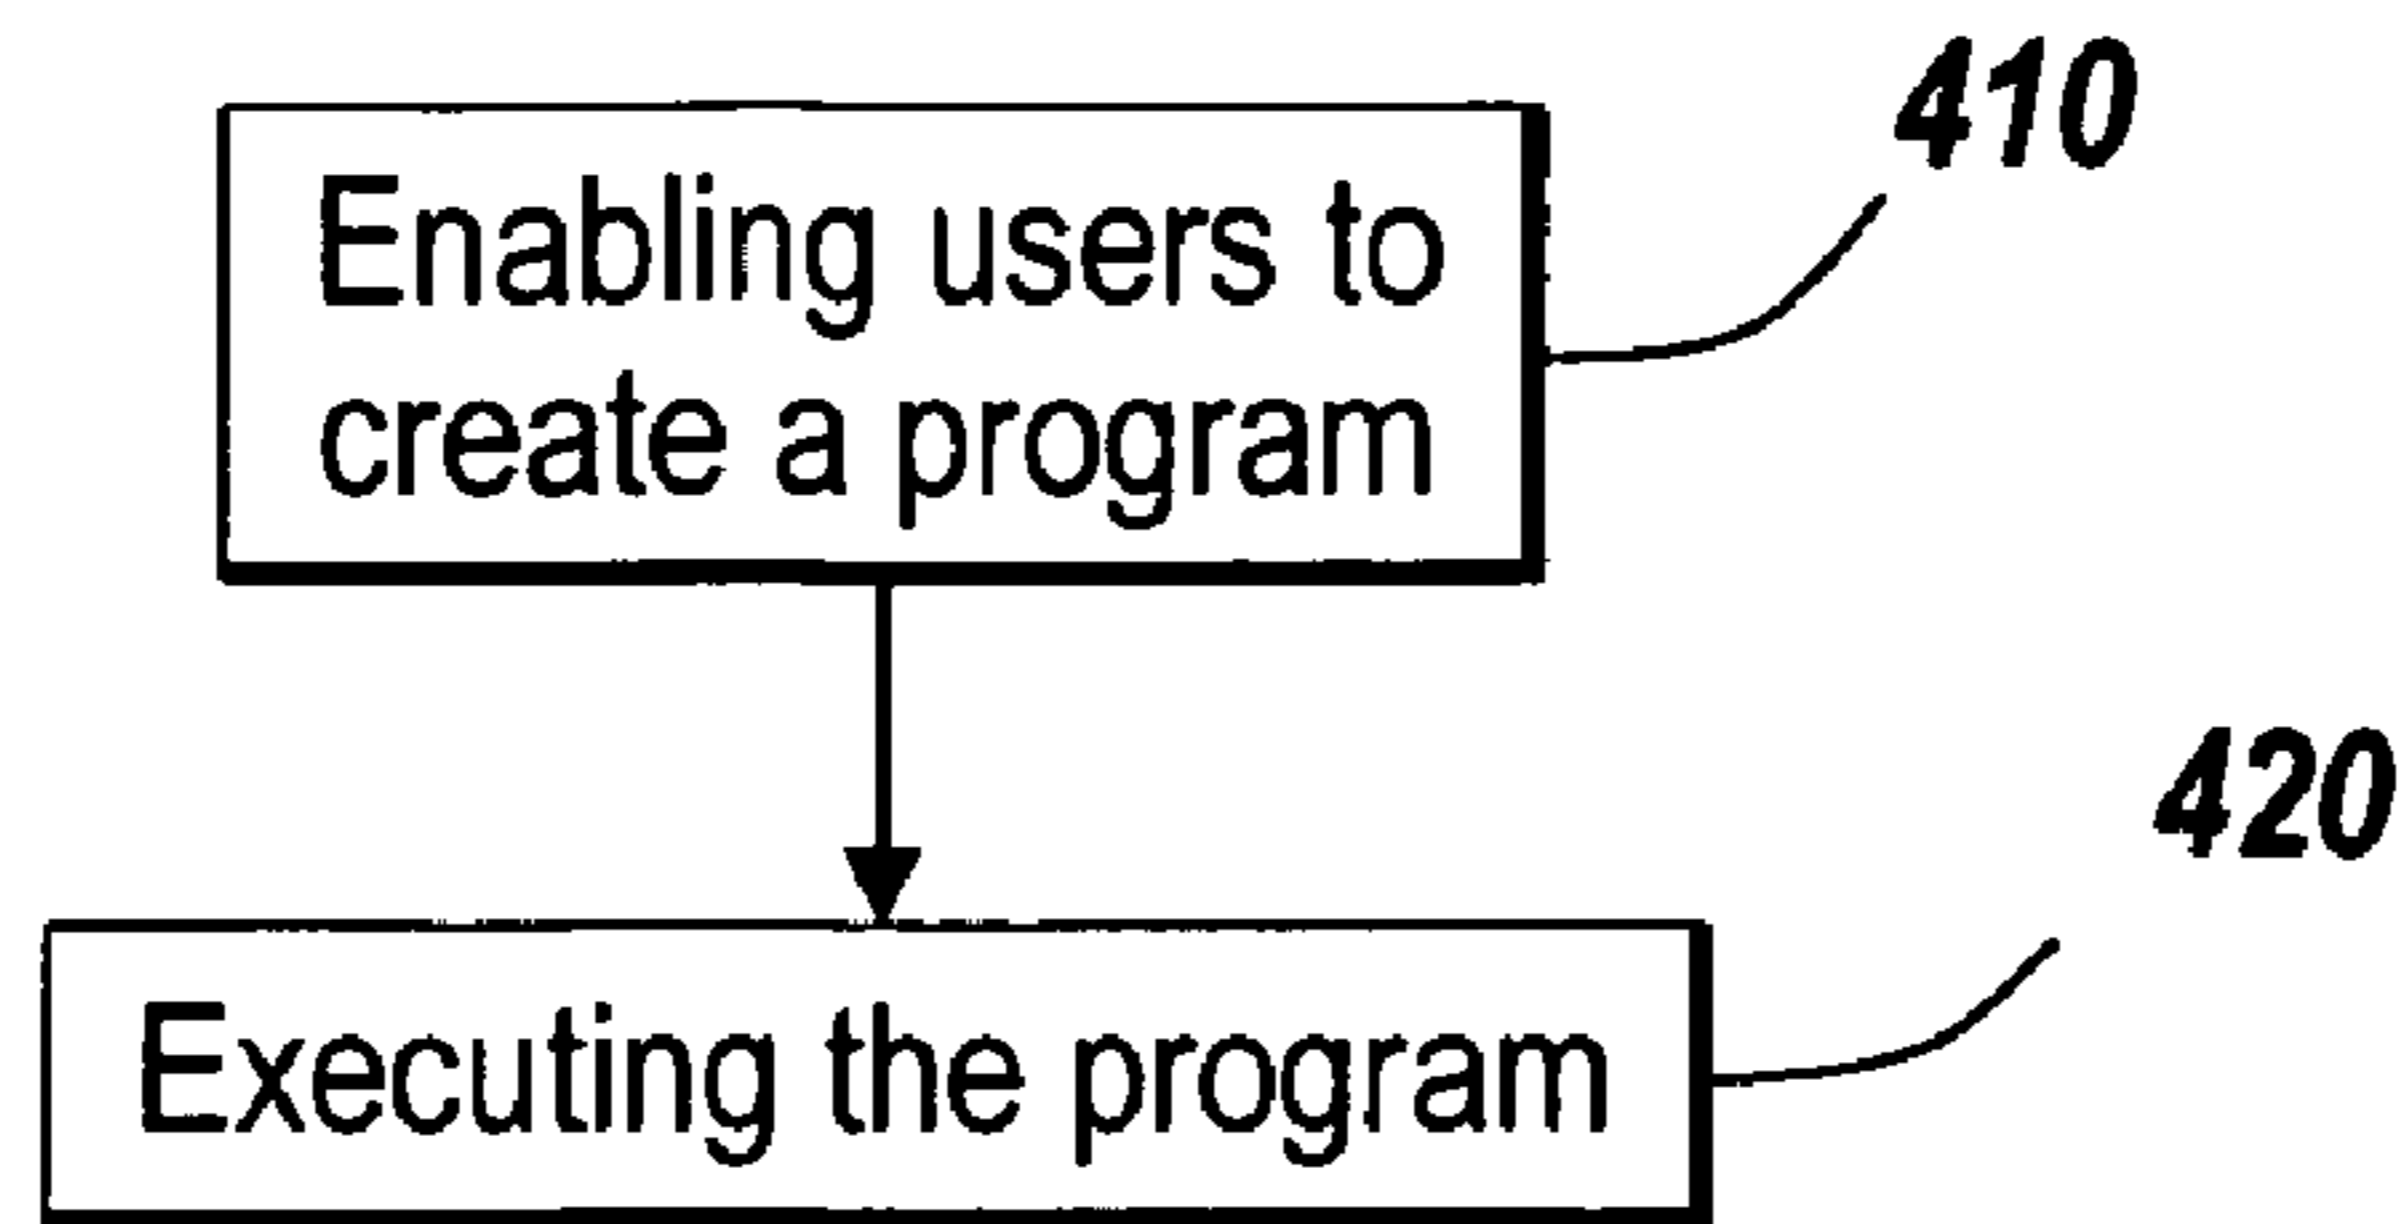 410
Enabling users to
create a program
420
Executing the program